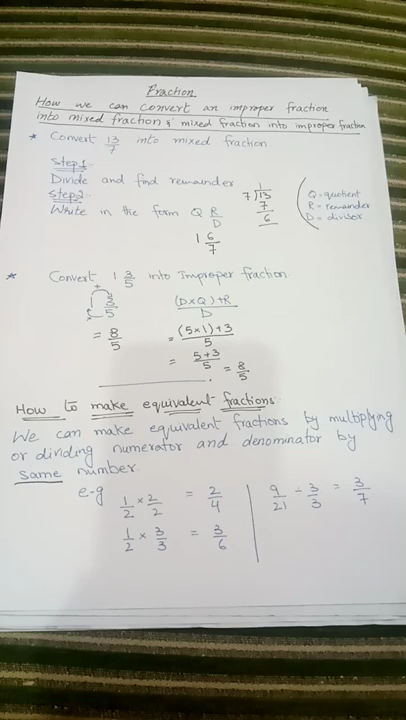 Fraction
How we can convert an improper fraction
into mixed fraction & mixed fraction into improper fraction
* Convert 13/7 into mixed fraction.
Step 1:
Divide and find remainder
Step 2:
Write in the form Q R/D
1 6/7
1
7)13
7
6
Q = quotient
R = remainder
D = divisor
* Convert 1 3/5 into Improper fraction.
+
1 3/5
x
= 8/5
(DxQ)+R / D
= (5x1)+3 / 5
= 5+3 / 5 = 8/5
How to make equivalent fractions.
We can make equivalent fractions by multiplying
or dividing numerator and denominator by
same number
e-g 1/2 x 2/2 = 2/4
1/2 x 3/3 = 3/6
9/21 ÷ 3/3 = 3/7